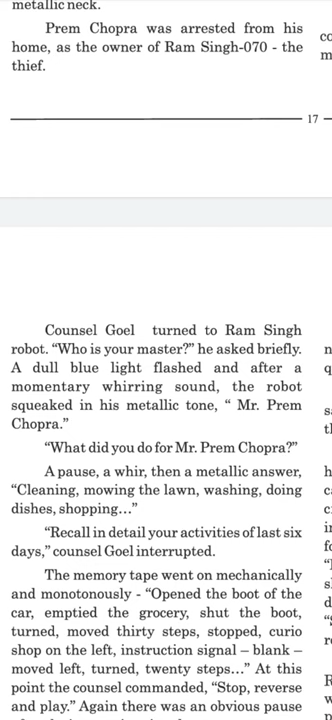 metallic neck.
Prem Chopra was arrested from his
home, as the owner of Ram Singh-070 - the
thief.
17
Counsel Goel turned to Ram Singh
robot. “Who is your master?” he asked briefly.
A dull blue light flashed and after a
momentary whirring sound, the robot
squeaked in his metallic tone, “ Mr. Prem
Chopra.”
“What did you do for Mr. Prem Chopra?”
A pause, a whir, then a metallic answer,
“Cleaning, mowing the lawn, washing, doing
dishes, shopping...”
“Recall in detail your activities of last six
days,” counsel Goel interrupted.
The memory tape went on mechanically
and monotonously - “Opened the boot of the
car, emptied the grocery, shut the boot,
turned, moved thirty steps, stopped, curio
shop on the left, instruction signal – blank –
moved left, turned, twenty steps...” At this
point the counsel commanded, “Stop, reverse
and play.” Again there was an obvious pause